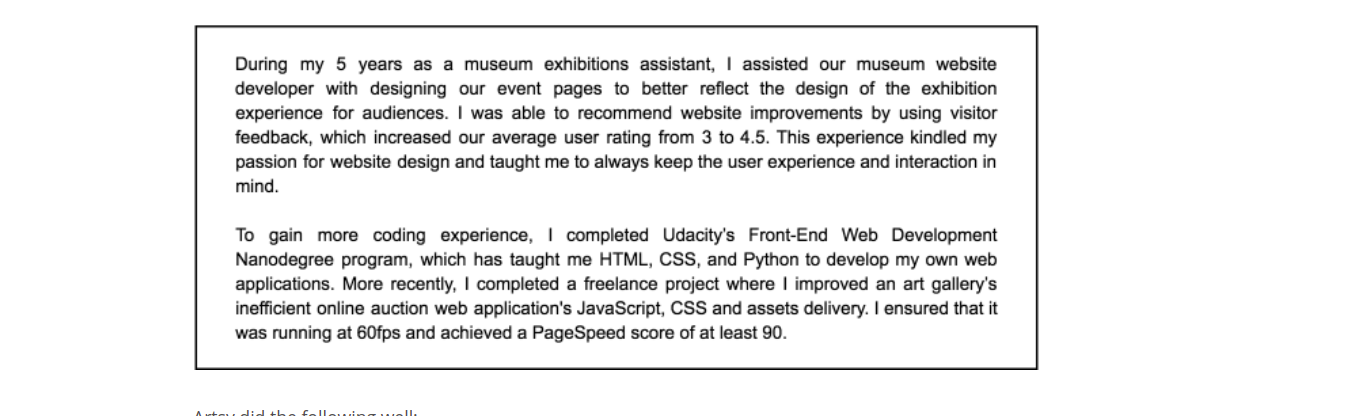 During my 5 years as a museum exhibitions assistant, I assisted our museum website
developer with designing our event pages to better reflect the design of the exhibition
experience for audiences. I was able to recommend website improvements by using visitor
feedback, which increased our average user rating from 3 to 4.5. This experience kindled my
passion for website design and taught me to always keep the user experience and interaction in
mind.
To gain more coding experience, I completed Udacity's Front-End Web Development
Nanodegree program, which has taught me HTML, CSS, and Python to develop my own web
applications. More recently, I completed a freelance project where I improved an art gallery's
inefficient online auction web application's JavaScript, CSS and assets delivery. I ensured that it
was running at 60fps and achieved a PageSpeed score of at least 90.
Artsy did the following well: